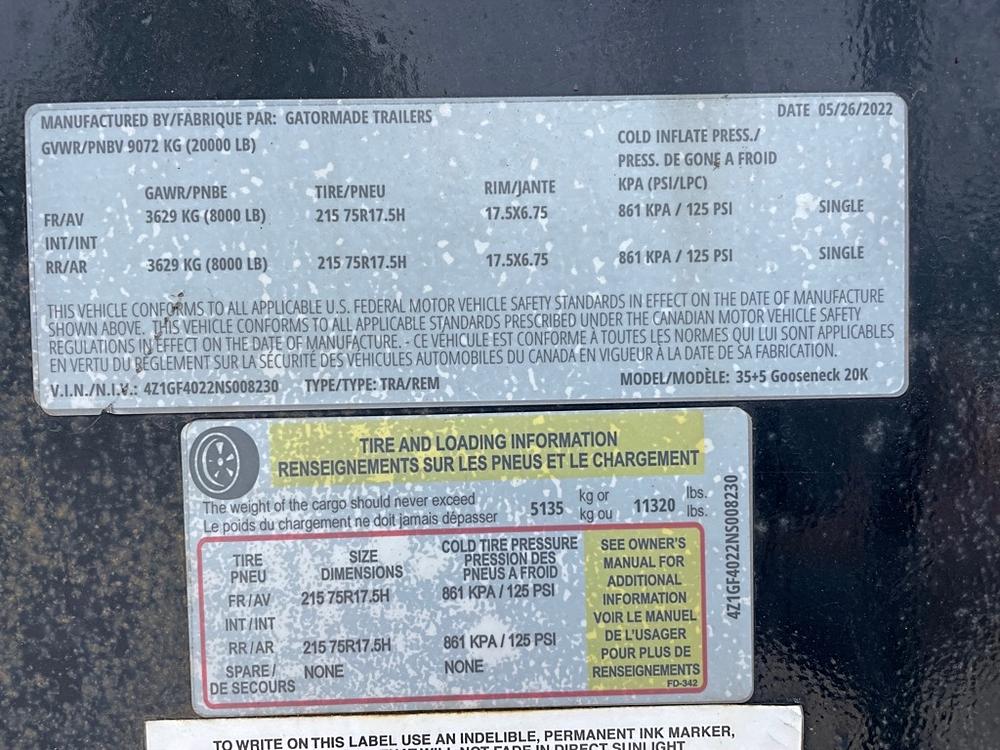 MANUFACTURED BY/FABRIQUE PAR: GATORMADE TRAILERS DATE 05/26/2022
GVWR/PNBV 9072 KG (20000 LB) COLD INFLATE PRESS./
PRESS. DE GONE A FROID
GAWR/PNBE TIRE/PNEU RIM/JANTE KPA (PSI/LPC)
FR/AV 3629 KG (8000 LB) 215 75R17.5H 17.5X6.75 861 KPA / 125 PSI SINGLE
INT/INT
RR/AR 3629 KG (8000 LB) 215 75R17.5H 17.5X6.75 861 KPA / 125 PSI SINGLE
THIS VEHICLE CONFORMS TO ALL APPLICABLE U.S. FEDERAL MOTOR VEHICLE SAFETY STANDARDS IN EFFECT ON THE DATE OF MANUFACTURE
SHOWN ABOVE. THIS VEHICLE CONFORMS TO ALL APPLICABLE STANDARDS PRESCRIBED UNDER THE CANADIAN MOTOR VEHICLE SAFETY
REGULATIONS IN EFFECT ON THE DATE OF MANUFACTURE. - CE VÉHICULE EST CONFORME À TOUTES LES NORMES QUI LUI SONT APPLICABLES
EN VERTU DU RÈGLEMENT SUR LA SÉCURITÉ DES VÉHICULES AUTOMOBILES DU CANADA EN VIGUEUR À LA DATE DE SA FABRICATION.
V.I.N./N.I.V.: 4Z1GF4022NS008230 TYPE/TYPE: TRA/REM MODEL/MODÈLE: 35+5 Gooseneck 20K
TIRE AND LOADING INFORMATION
RENSEIGNEMENTS SUR LES PNEUS ET LE CHARGEMENT
The weight of the cargo should never exceed 5135 kg or 11320 lbs.
Le poids du chargement ne doit jamais dépasser kg ou lbs.
TIRE SIZE COLD TIRE PRESSURE
PNEU DIMENSIONS PRESSION DES
PNEUS A FROID
FR/AV 215 75R17.5H 861 KPA / 125 PSI
INT/INT
RR/AR 215 75R17.5H 861 KPA / 125 PSI
SPARE/ NONE NONE
DE SECOURS
SEE OWNER'S
MANUAL FOR
ADDITIONAL
INFORMATION
VOIR LE MANUEL
DE L'USAGER
POUR PLUS DE
RENSEIGNEMENTS
FD-342
4Z1GF4022NS008230
TO WRITE ON THIS LABEL USE AN INDELIBLE, PERMANENT INK MARKER,
WILL NOT FADE IN DIRECT SUNLIGHT